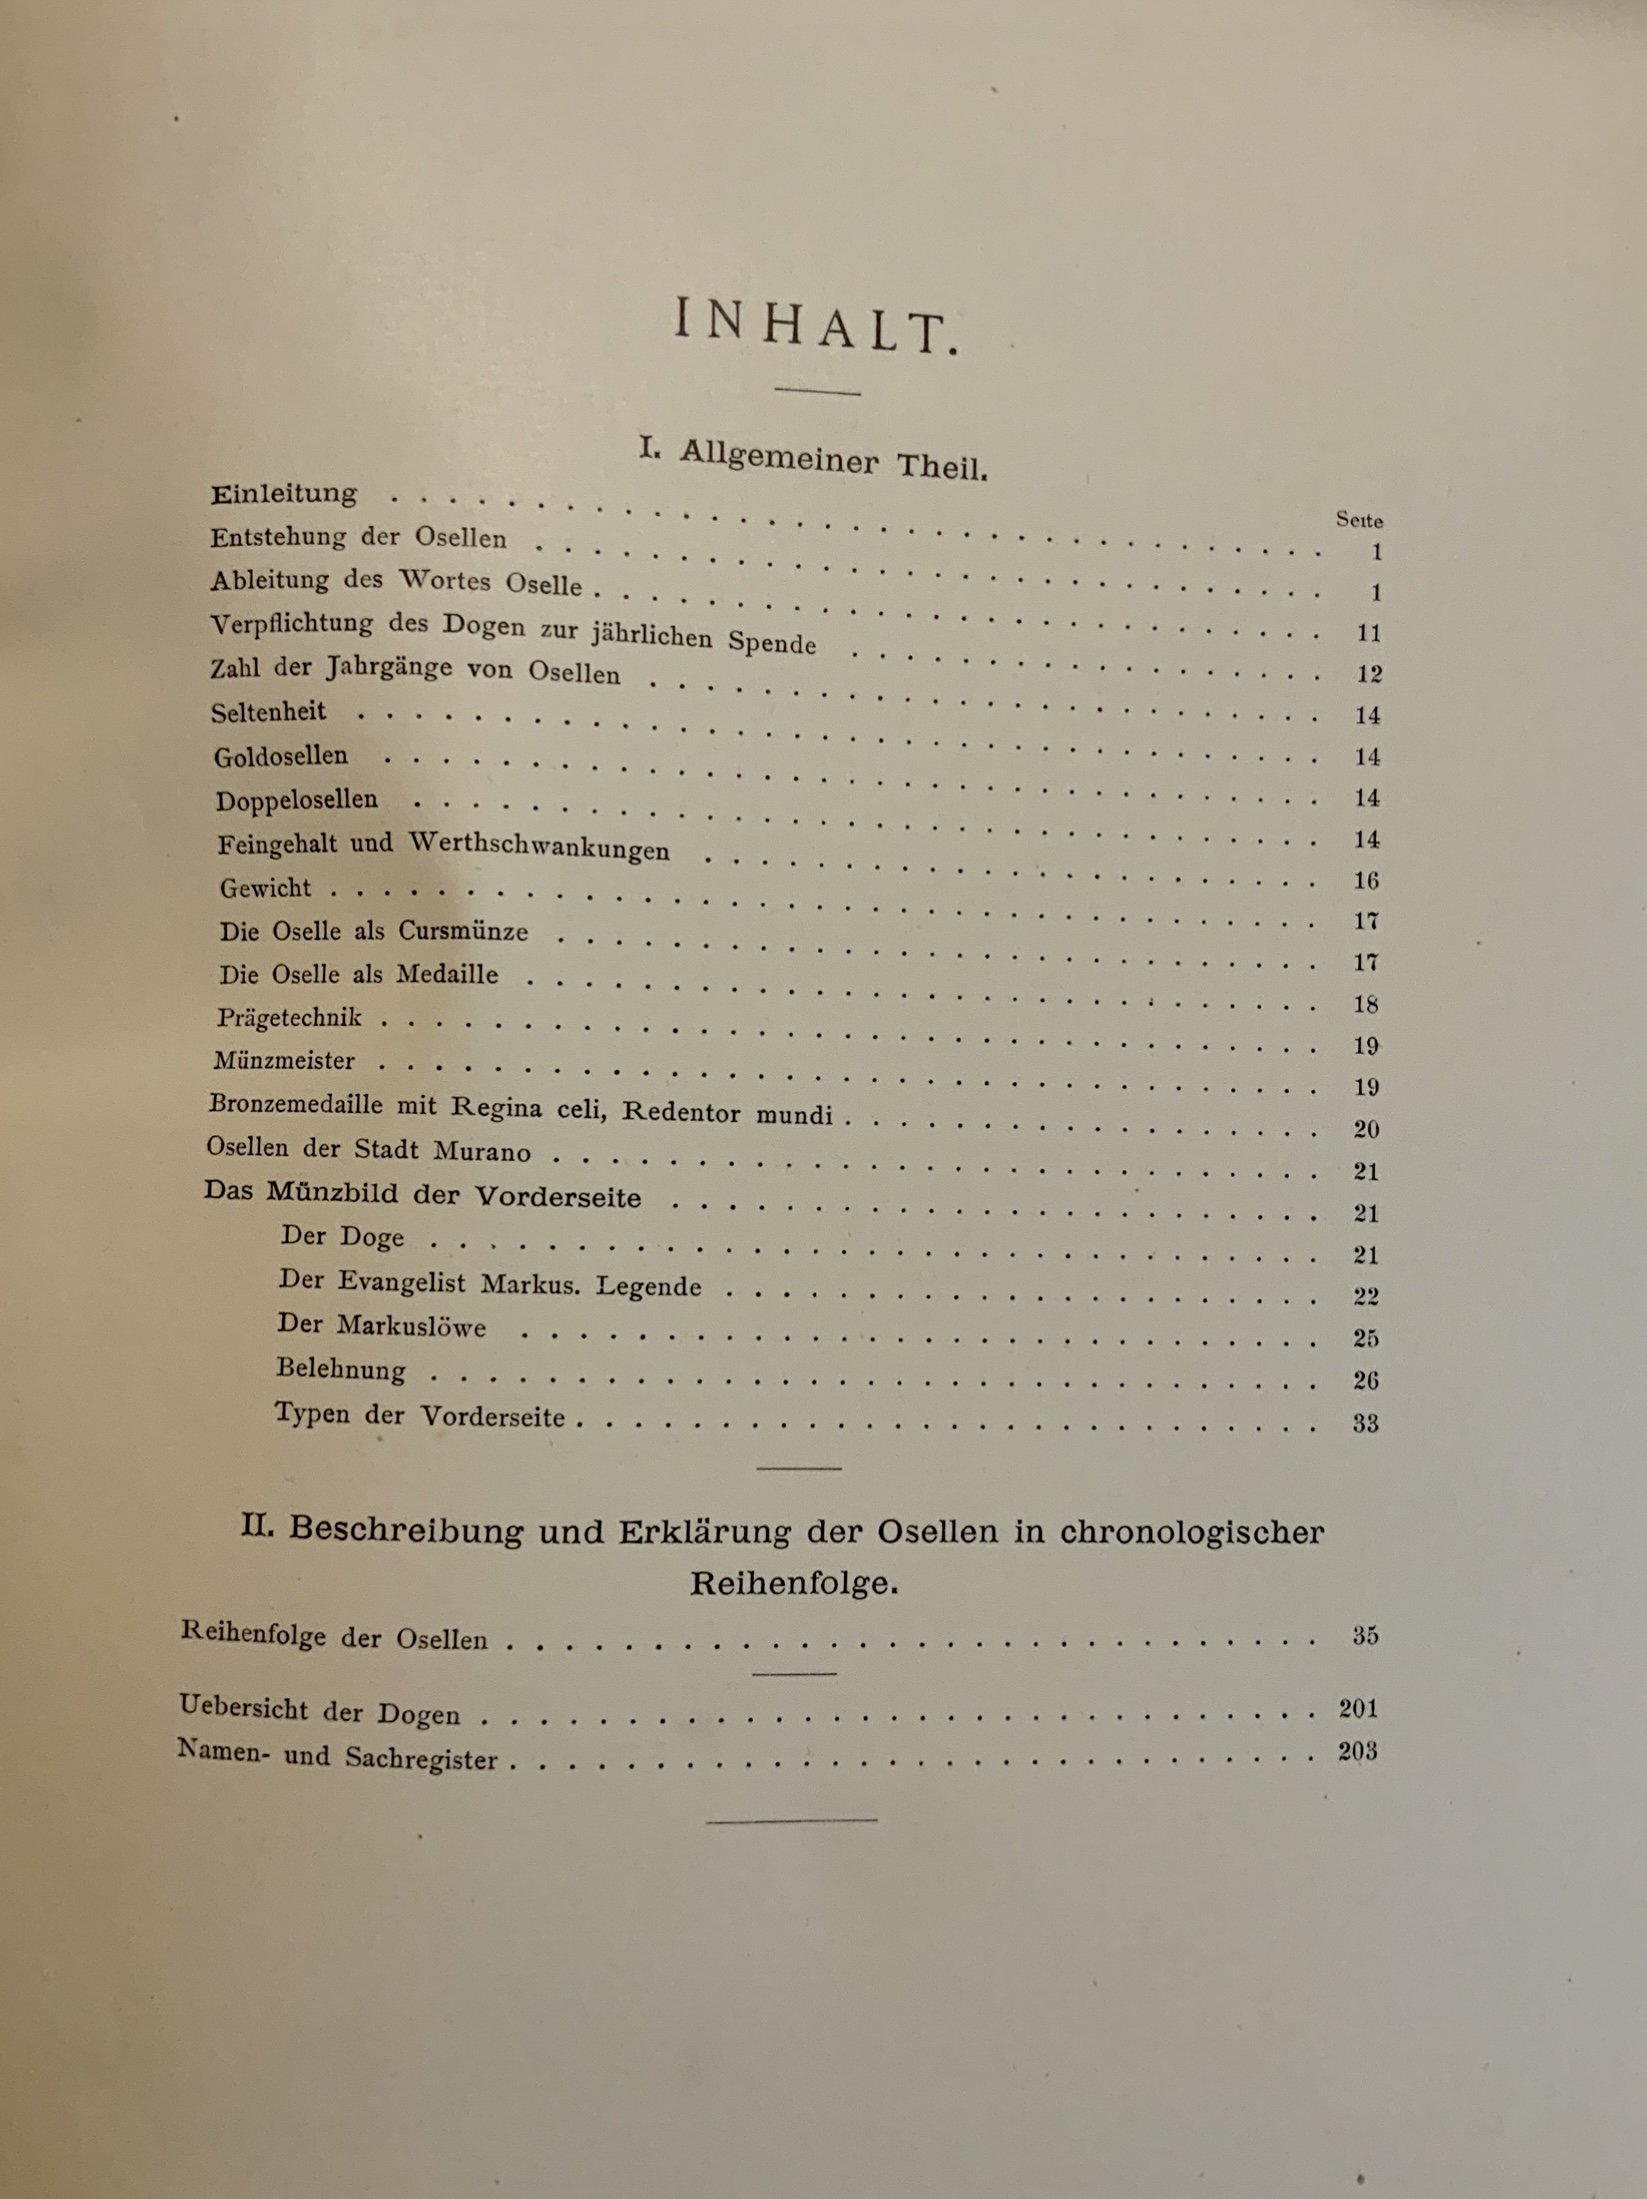 INHALT.
I. Allgemeiner Theil.
Seite
Einleitung . . . . . . . . . . . . . . . . . . . . . . . . . . . . . . . . 1
Entstehung der Osellen . . . . . . . . . . . . . . . . . . . . . . . . . . . 1
Ableitung des Wortes Oselle . . . . . . . . . . . . . . . . . . . . . . . . . . 11
Verpflichtung des Dogen zur jährlichen Spende . . . . . . . . . . . . . . . . . 12
Zahl der Jahrgänge von Osellen . . . . . . . . . . . . . . . . . . . . . . . . 14
Seltenheit . . . . . . . . . . . . . . . . . . . . . . . . . . . . . . . . . . 14
Goldosellen . . . . . . . . . . . . . . . . . . . . . . . . . . . . . . . . . 14
Doppelosellen . . . . . . . . . . . . . . . . . . . . . . . . . . . . . . . . 14
Feingehalt und Werthschwankungen . . . . . . . . . . . . . . . . . . . . . . 16
Gewicht . . . . . . . . . . . . . . . . . . . . . . . . . . . . . . . . . . . 17
Die Oselle als Cursmünze . . . . . . . . . . . . . . . . . . . . . . . . . . . 17
Die Oselle als Medaille . . . . . . . . . . . . . . . . . . . . . . . . . . . . 18
Prägetechnik . . . . . . . . . . . . . . . . . . . . . . . . . . . . . . . . . 19
Münzmeister . . . . . . . . . . . . . . . . . . . . . . . . . . . . . . . . . 19
Bronzemedaille mit Regina celi, Redentor mundi . . . . . . . . . . . . . . . . . 20
Osellen der Stadt Murano . . . . . . . . . . . . . . . . . . . . . . . . . . . 21
Das Münzbild der Vorderseite . . . . . . . . . . . . . . . . . . . . . . . 21
Der Doge . . . . . . . . . . . . . . . . . . . . . . . . . . . . . . . 21
Der Evangelist Markus. Legende . . . . . . . . . . . . . . . . . . . . . 22
Der Markuslöwe . . . . . . . . . . . . . . . . . . . . . . . . . . . . 25
Belehnung . . . . . . . . . . . . . . . . . . . . . . . . . . . . . . . 26
Typen der Vorderseite . . . . . . . . . . . . . . . . . . . . . . . . . . 33
II. Beschreibung und Erklärung der Osellen in chronologischer
Reihenfolge.
Reihenfolge der Osellen . . . . . . . . . . . . . . . . . . . . . . . . . . . . 35
Uebersicht der Dogen . . . . . . . . . . . . . . . . . . . . . . . . . . . . . 201
Namen- und Sachregister . . . . . . . . . . . . . . . . . . . . . . . . . . . . 203